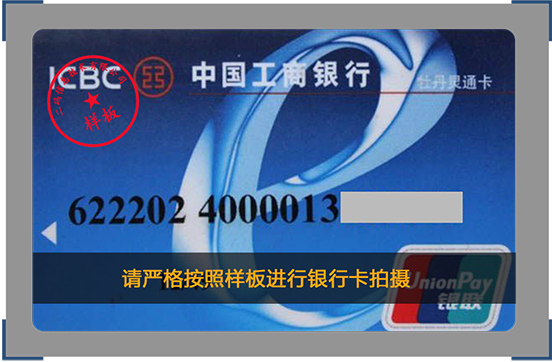 ICBC 中国工商银行
牡丹灵通卡
样板
622202 4000013
请严格按照样板进行银行卡拍摄
UnionPay
银联